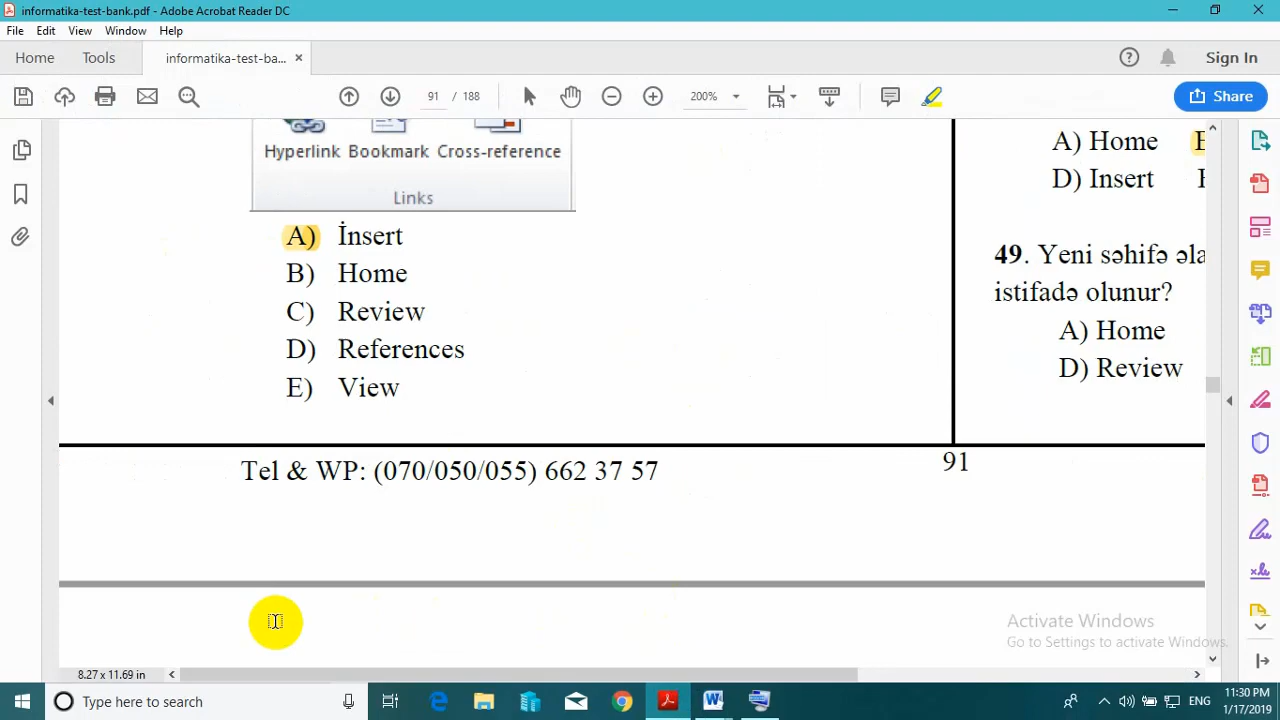 informatika-test-bank.pdf - Adobe Acrobat Reader DC
File Edit View Window Help
Home Tools informatika-test-ba... × Sign In
91 / 188 200% Share
Hyperlink Bookmark Cross-reference
Links
A) İnsert
B) Home
C) Review
D) References
E) View
A) Home
D) Insert
49. Yeni səhifə əla
istifadə olunur?
A) Home
D) Review
Tel & WP: (070/050/055) 662 37 57
91
Activate Windows
Go to Settings to activate Windows.
8.27 x 11.69 in
Type here to search
ENG
11:30 PM
1/17/2019